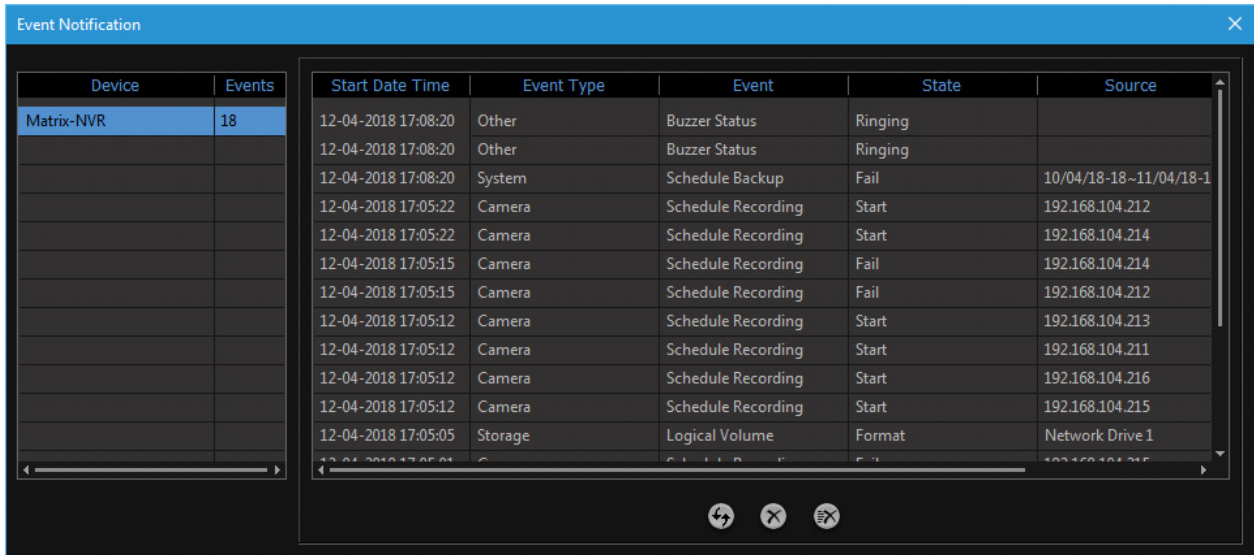 Event Notification
Device Events
Matrix-NVR 18
Start Date Time Event Type Event State Source
12-04-2018 17:08:20 Other Buzzer Status Ringing
12-04-2018 17:08:20 Other Buzzer Status Ringing
12-04-2018 17:08:20 System Schedule Backup Fail 10/04/18-18~11/04/18-1
12-04-2018 17:05:22 Camera Schedule Recording Start 192.168.104.212
12-04-2018 17:05:22 Camera Schedule Recording Start 192.168.104.214
12-04-2018 17:05:15 Camera Schedule Recording Fail 192.168.104.214
12-04-2018 17:05:15 Camera Schedule Recording Fail 192.168.104.212
12-04-2018 17:05:12 Camera Schedule Recording Start 192.168.104.213
12-04-2018 17:05:12 Camera Schedule Recording Start 192.168.104.211
12-04-2018 17:05:12 Camera Schedule Recording Start 192.168.104.216
12-04-2018 17:05:12 Camera Schedule Recording Start 192.168.104.215
12-04-2018 17:05:05 Storage Logical Volume Format Network Drive 1